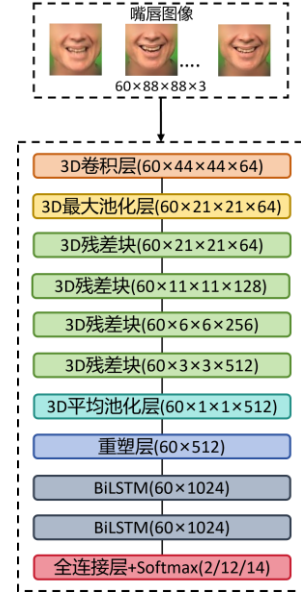 嘴唇图像
....
60×88×88×3
3D卷积层(60×44×44×64)
3D最大池化层(60×21×21×64)
3D残差块(60×21×21×64)
3D残差块(60×11×11×128)
3D残差块(60×6×6×256)
3D残差块(60×3×3×512)
3D平均池化层(60×1×1×512)
重塑层(60×512)
BiLSTM(60×1024)
BiLSTM(60×1024)
全连接层+Softmax(2/12/14)